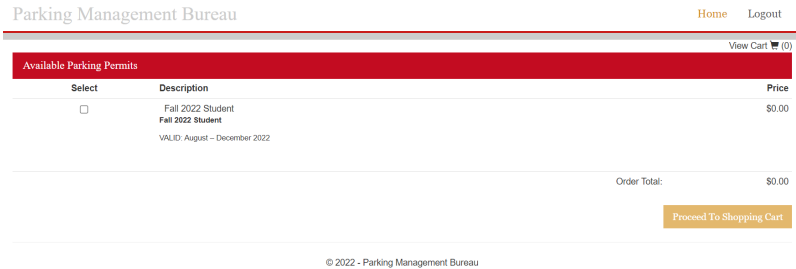 Parking Management Bureau
Home Logout
View Cart (0)
Available Parking Permits
Select Description Price
Fall 2022 Student $0.00
Fall 2022 Student
VALID: August – December 2022
Order Total: $0.00
Proceed To Shopping Cart
© 2022 - Parking Management Bureau